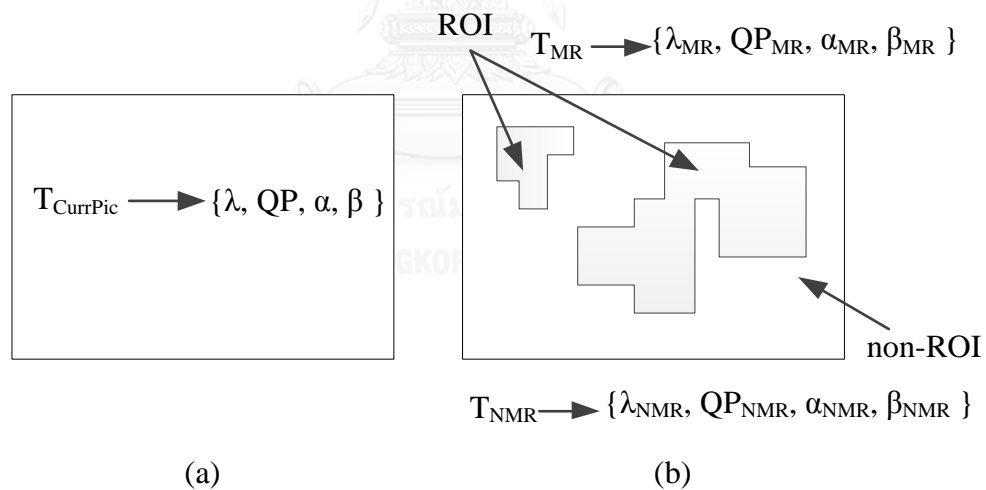 ROI
T_MR {λ_MR, QP_MR, α_MR, β_MR }
T_CurrPic {λ, QP, α, β }
non-ROI
T_NMR {λ_NMR, QP_NMR, α_NMR, β_NMR }
(a)
(b)